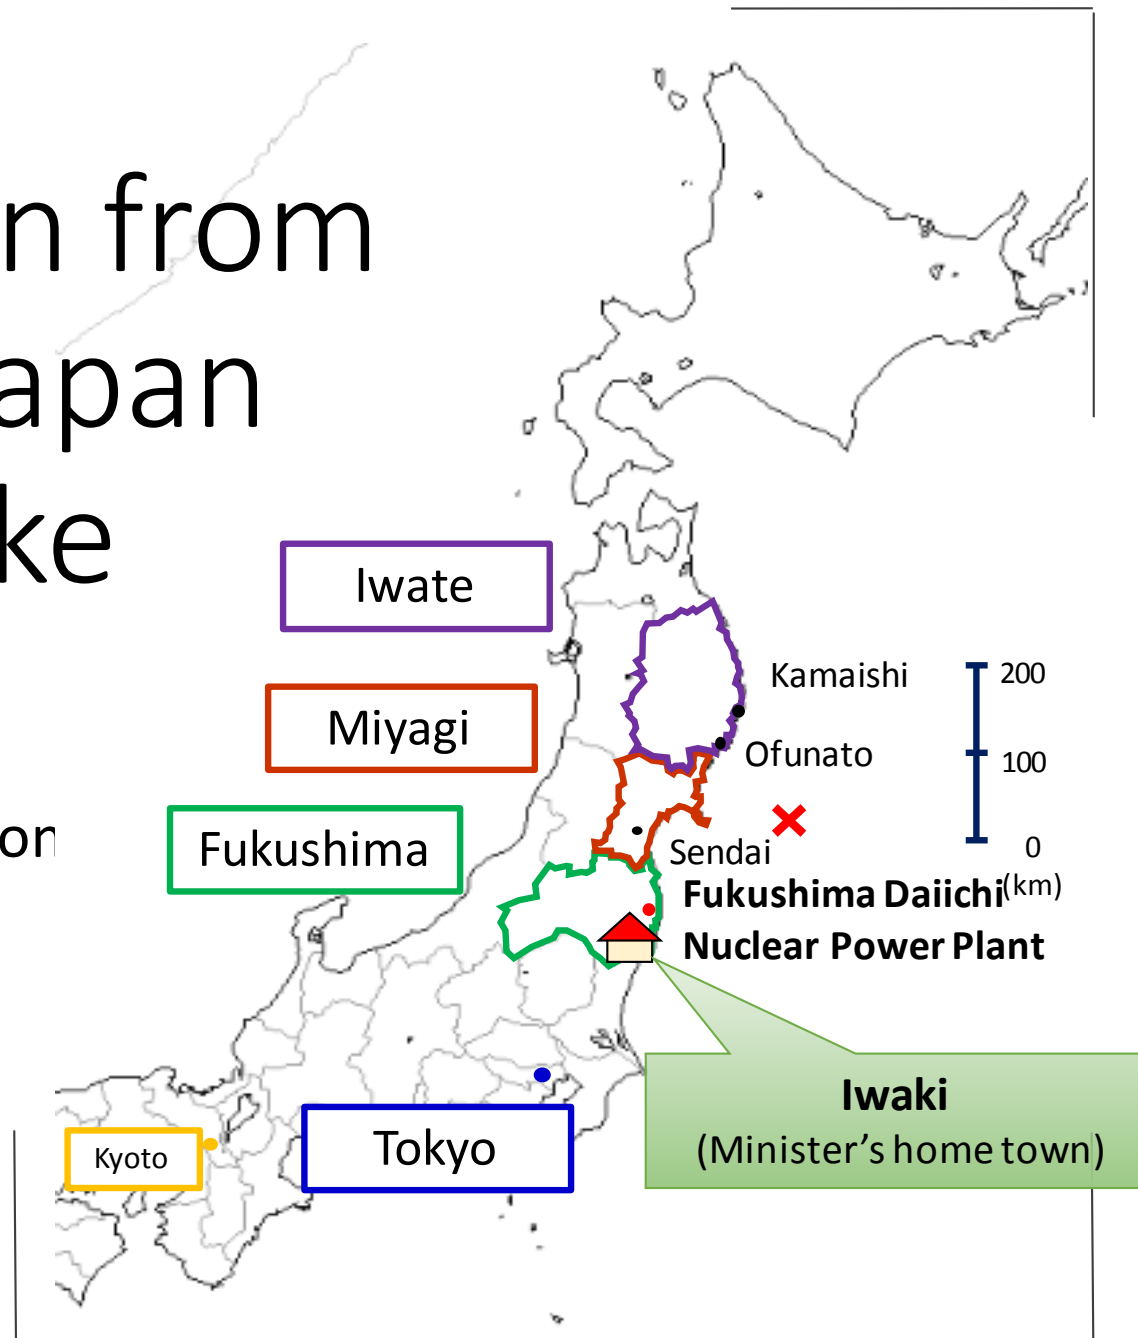 n from
apan
ke
Iwate
Kamaishi
200
Miyagi
Ofunato
100
on
Fukushima
Sendai
0
(km)
Fukushima Daiichi
Nuclear Power Plant
Iwaki
(Minister's home town)
Kyoto
Tokyo